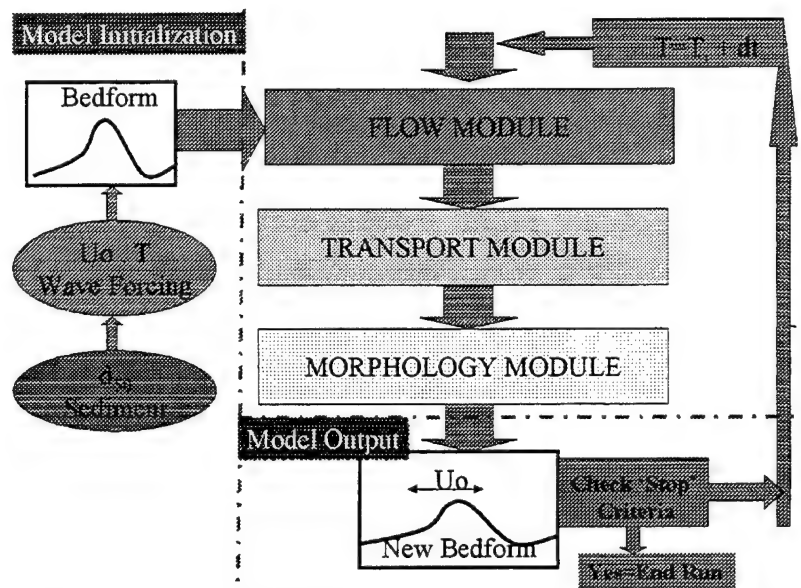 Model Initialization
T=T + dt
Bedform
FLOW MODULE
Uo T
Wave Forcing
TRANSPORT MODULE
d50
Sediment
MORPHOLOGY MODULE
Model Output
Uo
New Bedform
Check 'Stop'
Criteria
Yes=End Run